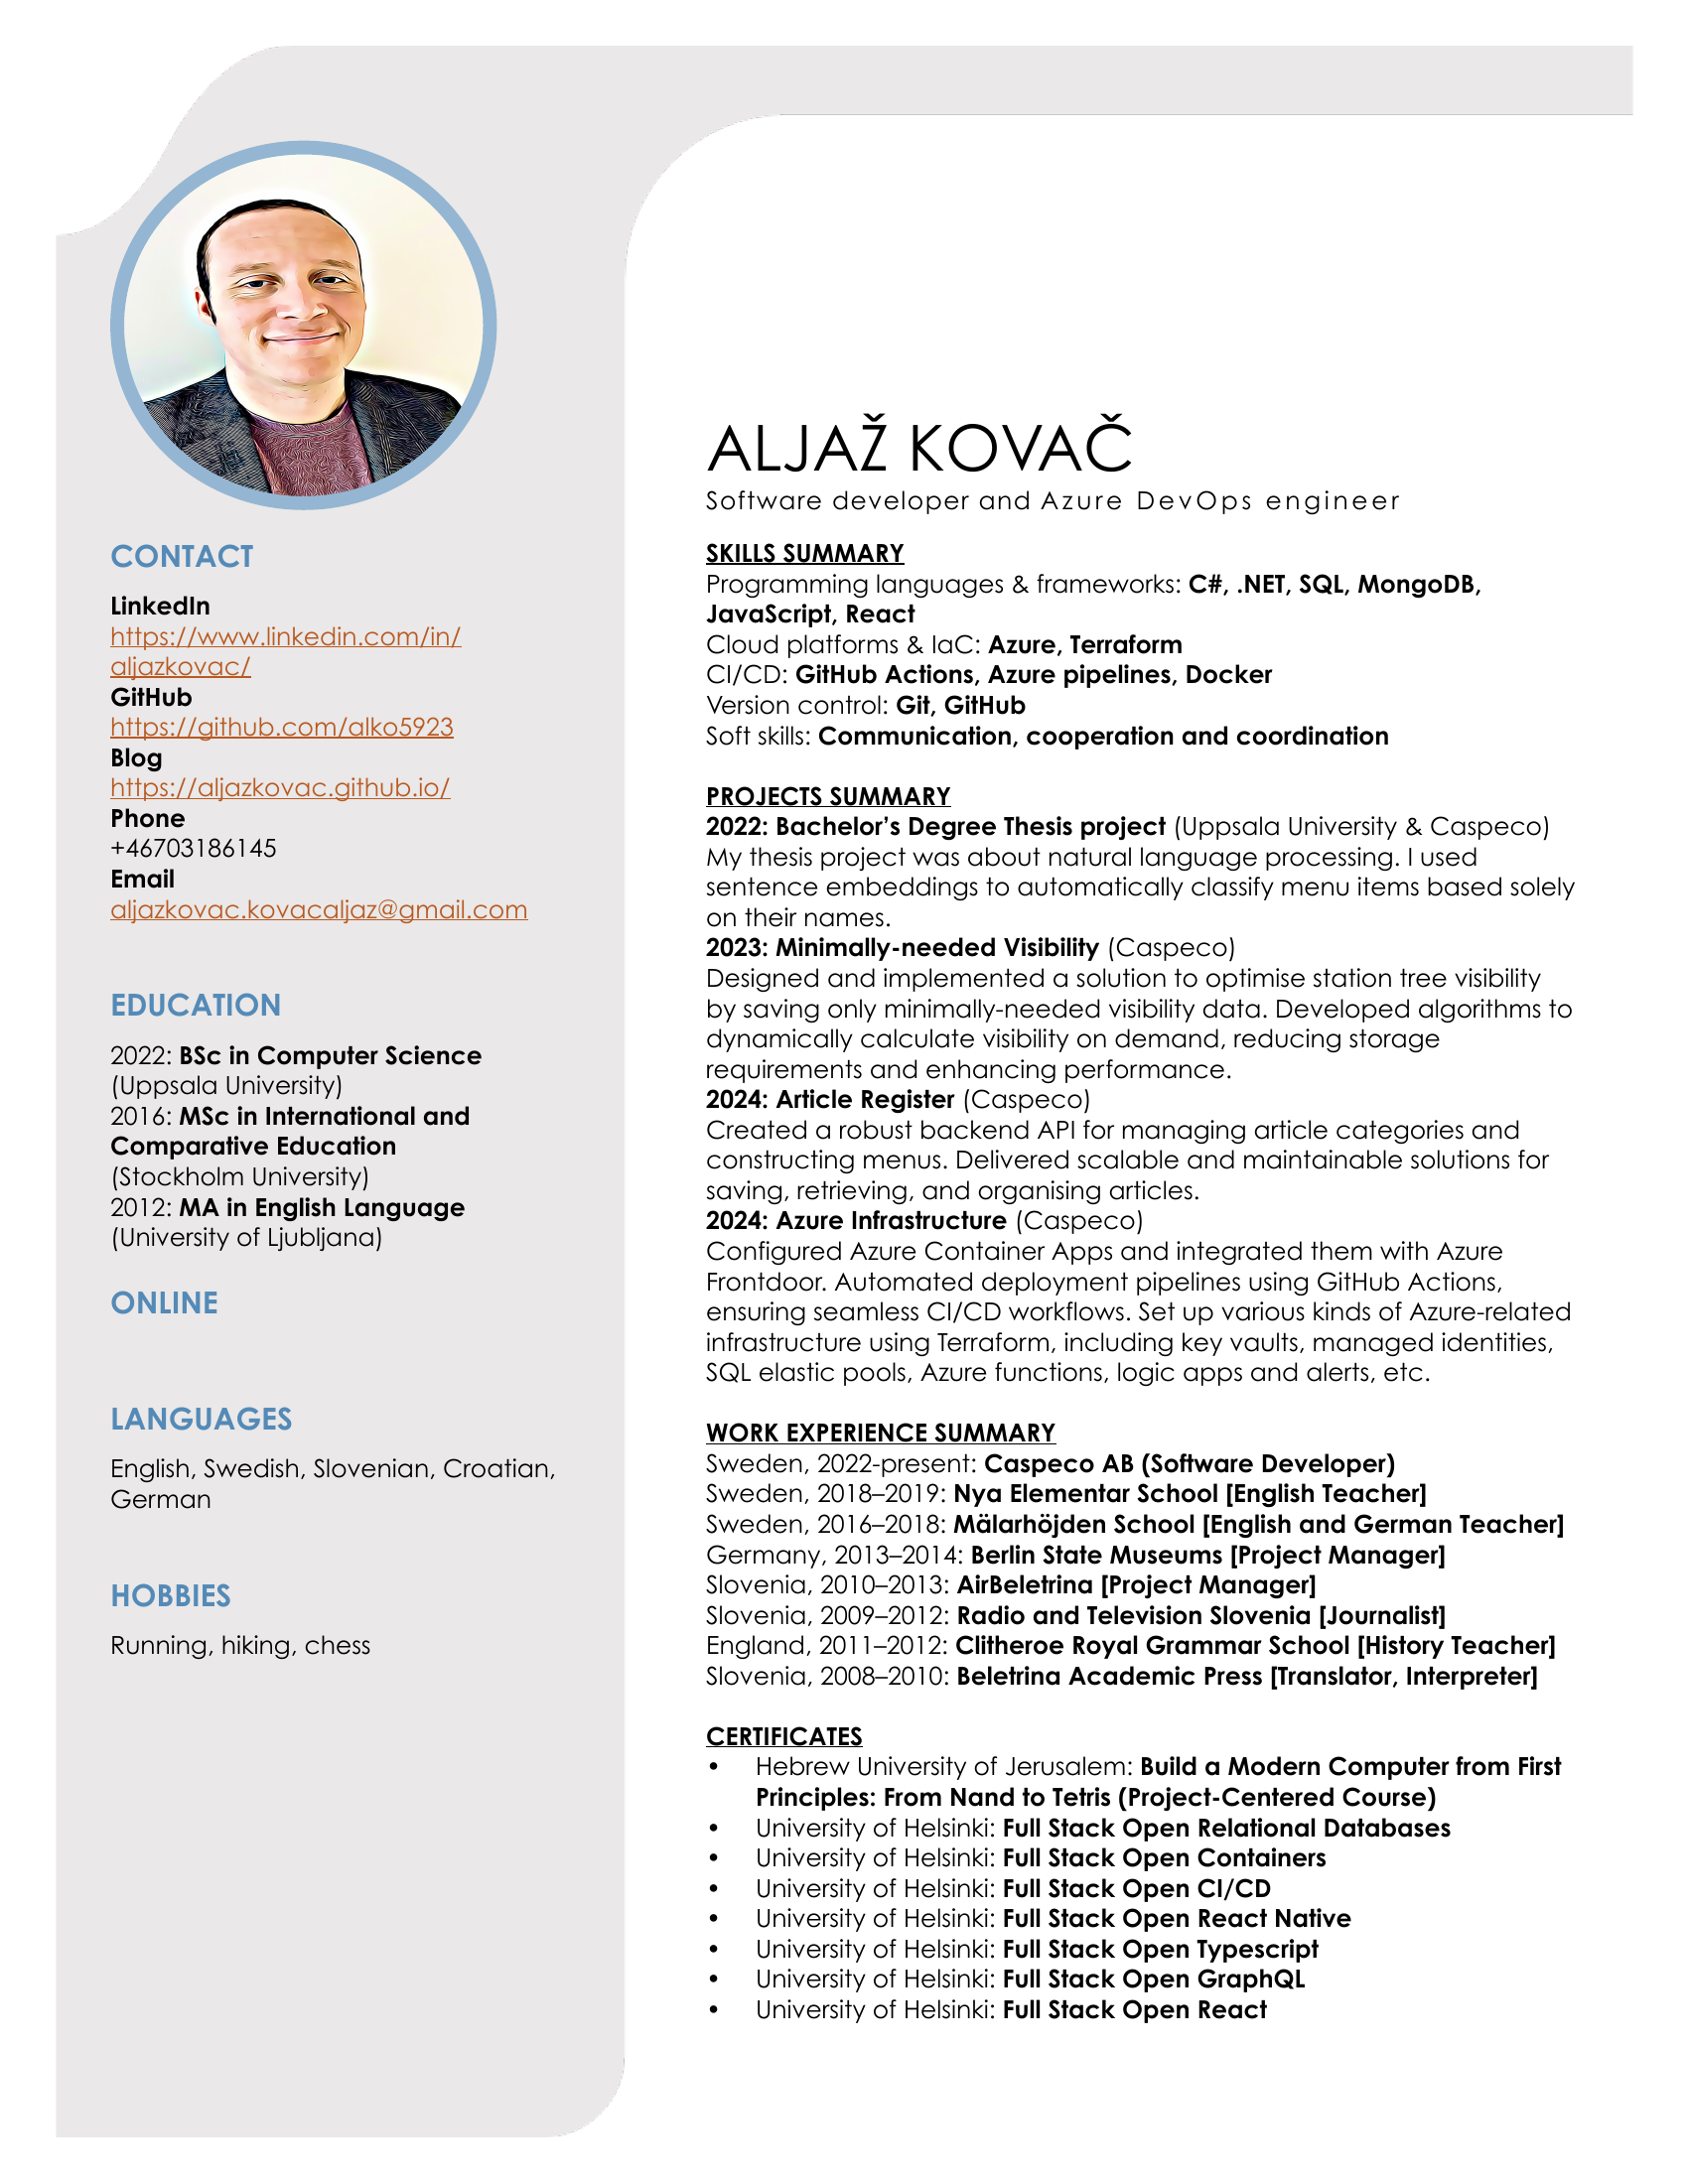 ALJAŽ KOVAČ
Software developer and Azure DevOps engineer
CONTACT
LinkedIn
https://www.linkedin.com/in/
aljazkovac/
GitHub
https://github.com/alko5923
Blog
https://aljazkovac.github.io/
Phone
+46703186145
Email
aljazkovac.kovacaljaz@gmail.com
EDUCATION
2022: BSc in Computer Science
(Uppsala University)
2016: MSc in International and
Comparative Education
(Stockholm University)
2012: MA in English Language
(University of Ljubljana)
ONLINE
LANGUAGES
English, Swedish, Slovenian, Croatian,
German
HOBBIES
Running, hiking, chess
SKILLS SUMMARY
Programming languages & frameworks: C#, .NET, SQL, MongoDB,
JavaScript, React
Cloud platforms & IaC: Azure, Terraform
CI/CD: GitHub Actions, Azure pipelines, Docker
Version control: Git, GitHub
Soft skills: Communication, cooperation and coordination
PROJECTS SUMMARY
2022: Bachelor’s Degree Thesis project (Uppsala University & Caspeco)
My thesis project was about natural language processing. I used
sentence embeddings to automatically classify menu items based solely
on their names.
2023: Minimally-needed Visibility (Caspeco)
Designed and implemented a solution to optimise station tree visibility
by saving only minimally-needed visibility data. Developed algorithms to
dynamically calculate visibility on demand, reducing storage
requirements and enhancing performance.
2024: Article Register (Caspeco)
Created a robust backend API for managing article categories and
constructing menus. Delivered scalable and maintainable solutions for
saving, retrieving, and organising articles.
2024: Azure Infrastructure (Caspeco)
Configured Azure Container Apps and integrated them with Azure
Frontdoor. Automated deployment pipelines using GitHub Actions,
ensuring seamless CI/CD workflows. Set up various kinds of Azure-related
infrastructure using Terraform, including key vaults, managed identities,
SQL elastic pools, Azure functions, logic apps and alerts, etc.
WORK EXPERIENCE SUMMARY
Sweden, 2022-present: Caspeco AB (Software Developer)
Sweden, 2018–2019: Nya Elementar School [English Teacher]
Sweden, 2016–2018: Mälarhöjden School [English and German Teacher]
Germany, 2013–2014: Berlin State Museums [Project Manager]
Slovenia, 2010–2013: AirBeletrina [Project Manager]
Slovenia, 2009–2012: Radio and Television Slovenia [Journalist]
England, 2011–2012: Clitheroe Royal Grammar School [History Teacher]
Slovenia, 2008–2010: Beletrina Academic Press [Translator, Interpreter]
CERTIFICATES
• Hebrew University of Jerusalem: Build a Modern Computer from First
Principles: From Nand to Tetris (Project-Centered Course)
• University of Helsinki: Full Stack Open Relational Databases
• University of Helsinki: Full Stack Open Containers
• University of Helsinki: Full Stack Open CI/CD
• University of Helsinki: Full Stack Open React Native
• University of Helsinki: Full Stack Open Typescript
• University of Helsinki: Full Stack Open GraphQL
• University of Helsinki: Full Stack Open React